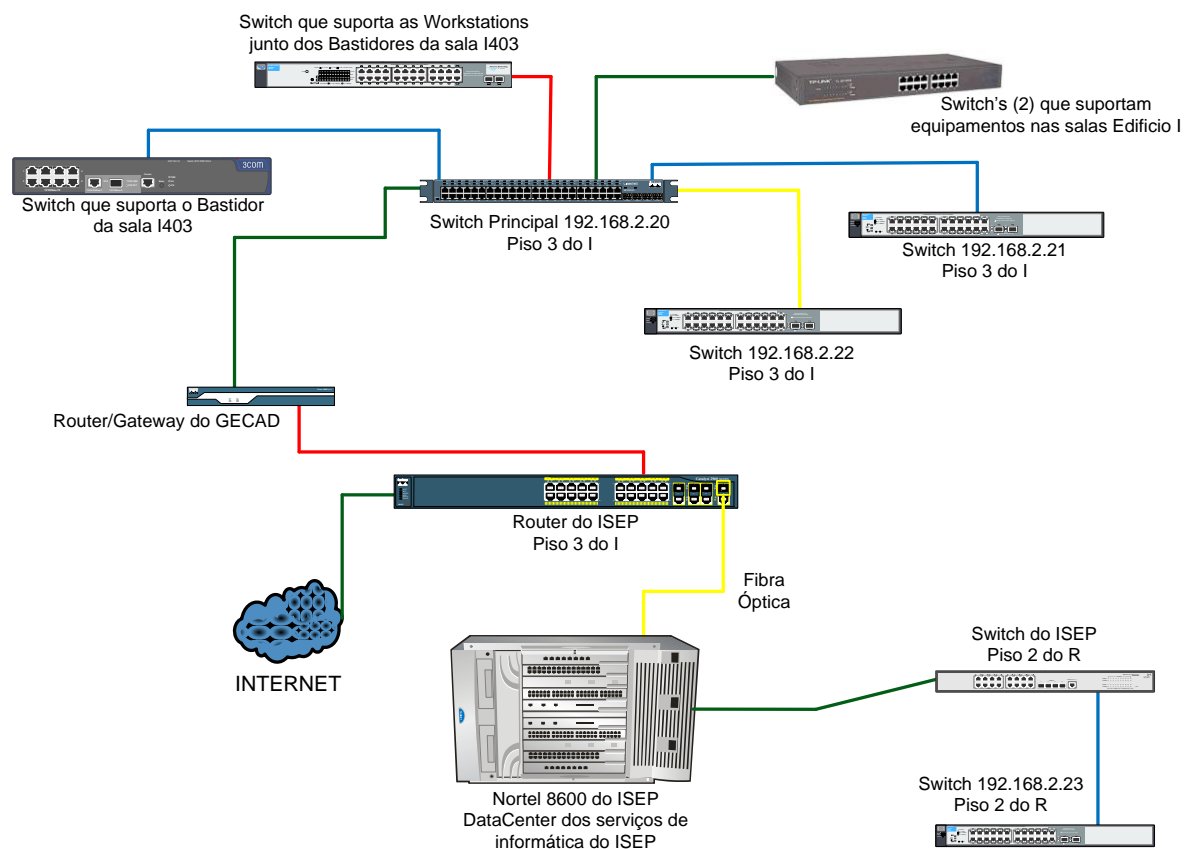 Switch que suporta as Workstations
junto dos Bastidores da sala I403
TP-LINK
Switch's (2) que suportam
equipamentos nas salas Edificio I
3com
Switch que suporta o Bastidor
da sala I403
Switch Principal 192.168.2.20
Piso 3 do I
Switch 192.168.2.21
Piso 3 do I
Switch 192.168.2.22
Piso 3 do I
Router/Gateway do GECAD
Router do ISEP
Piso 3 do I
Fibra
Óptica
INTERNET
Switch do ISEP
Piso 2 do R
Nortel 8600 do ISEP
DataCenter dos serviços de
informática do ISEP
Switch 192.168.2.23
Piso 2 do R